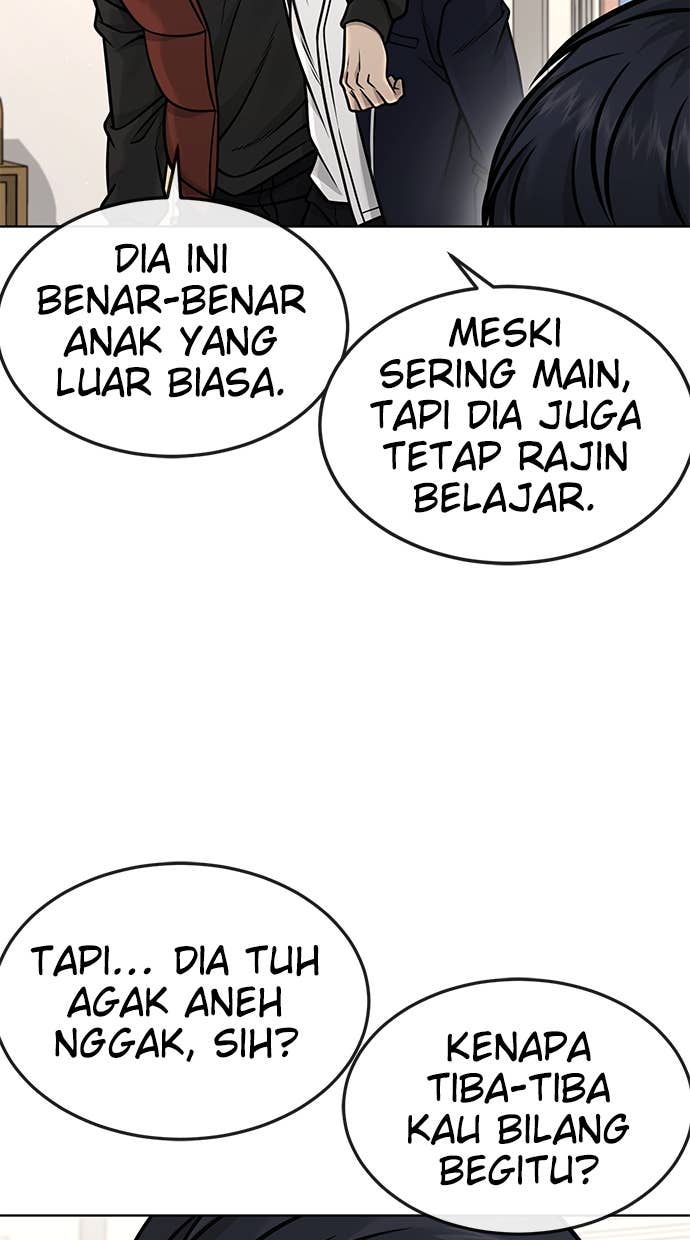 DIA INI
BENAR-BENAR
ANAK YANG
LUAR BIASA.
MESKI
SERING MAIN,
TAPI DIA JUGA
TETAP RAJIN
BELAJAR.
TAPI... DIA TUH
AGAK ANEH
NGGAK, SIH?
KENAPA
TIBA-TIBA
KAU BILANG
BEGITU?